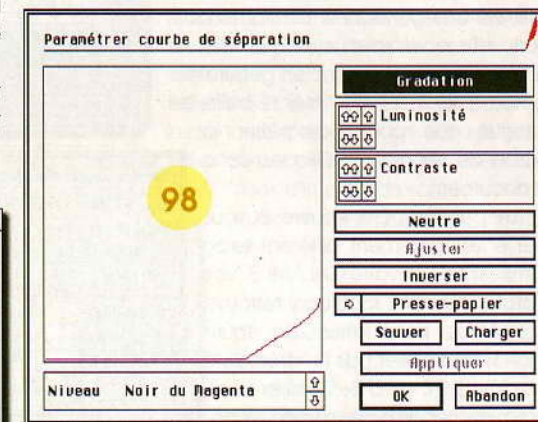 Paramétrer courbe de séparation
Gradation
Luminosité
Contraste
98
Neutre
Ajuster
Inverser
Presse-papier
Sauver Charger
Appliquer
Niveau Noir du Magenta
OK Abandon